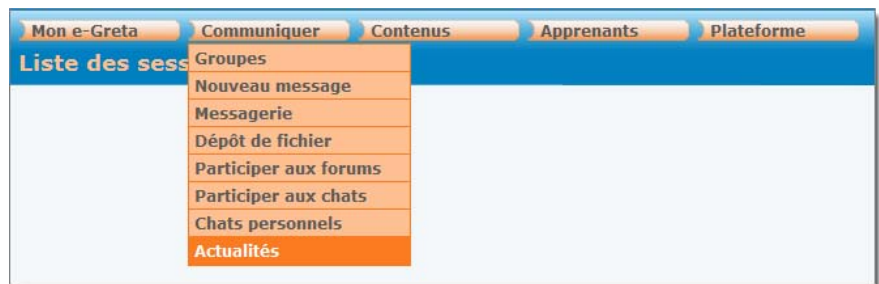 Mon e-Greta Communiquer Contenus Apprenants Plateforme
Liste des sess
Groupes
Nouveau message
Messagerie
Dépôt de fichier
Participer aux forums
Participer aux chats
Chats personnels
Actualités